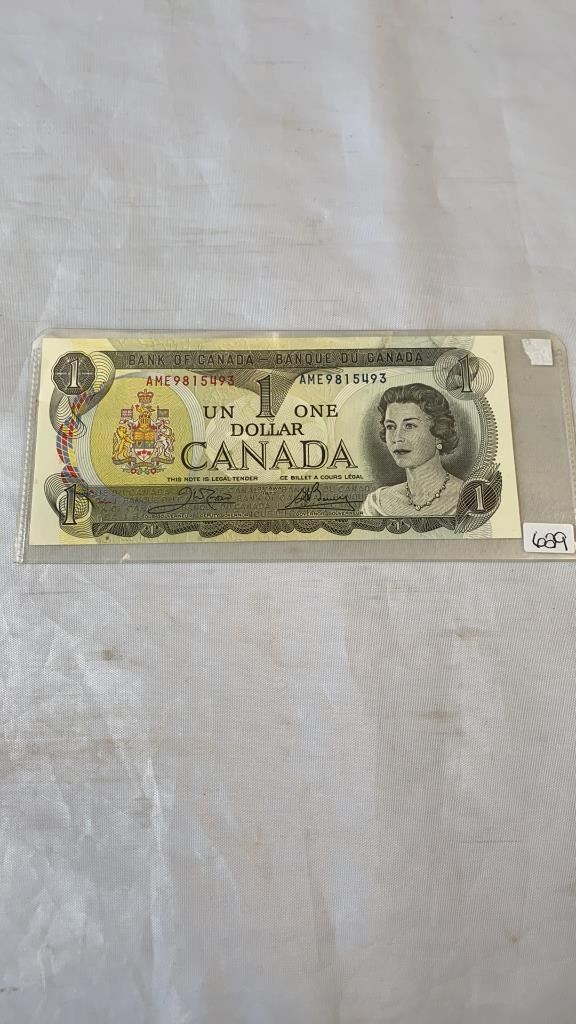 BANK OF CANADA – BANQUE DU CANADA
1 1
AME9815493 AME9815493
UN 1 ONE
DOLLAR
CANADA
THIS NOTE IS LEGAL TENDER CE BILLET A COURS LÉGAL
1 1
629